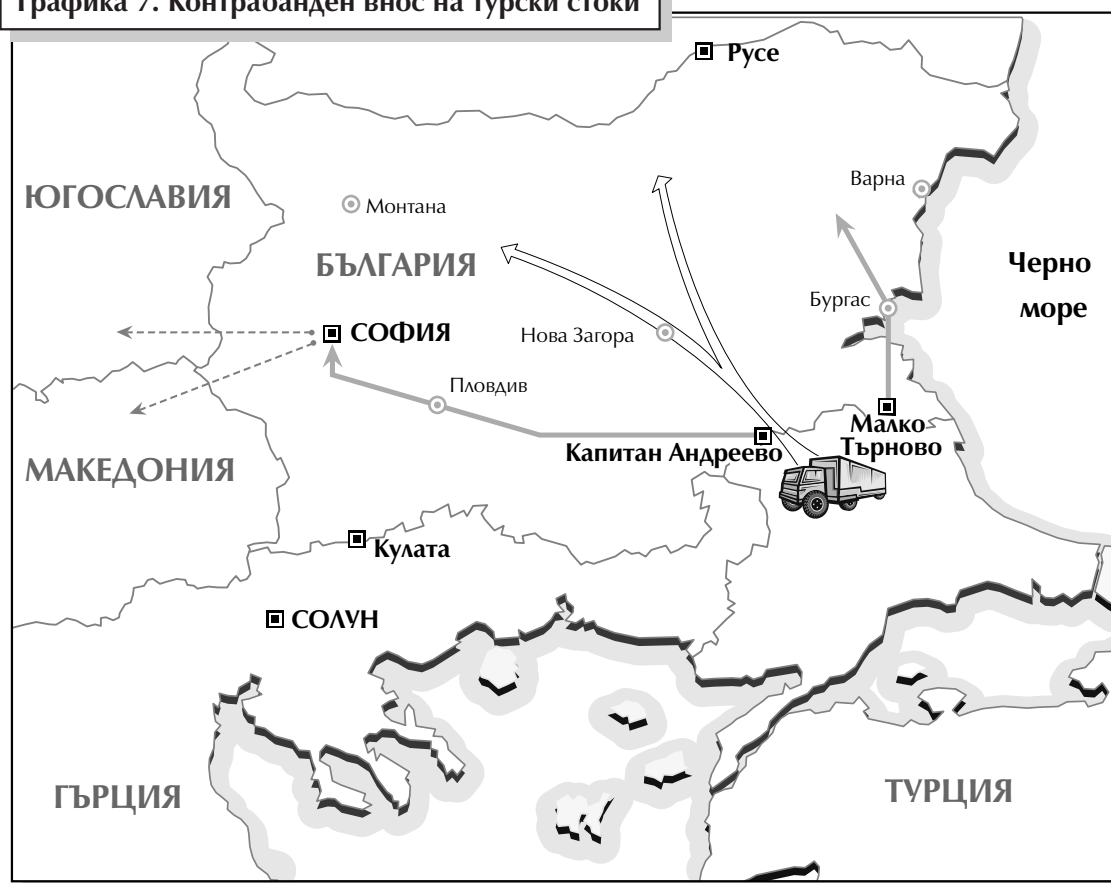 Графика 7. Контрабанден внос на турски стоки
Русе
Варна
ЮГОСЛАВИЯ
Монтана
БЪЛГАРИЯ
Черно
море
Бургас
СОФИЯ
Нова Загора
Пловдив
Малко
Търново
Капитан Андреево
МАКЕДОНИЯ
Кулата
СОЛУН
ГЪРЦИЯ
ТУРЦИЯ